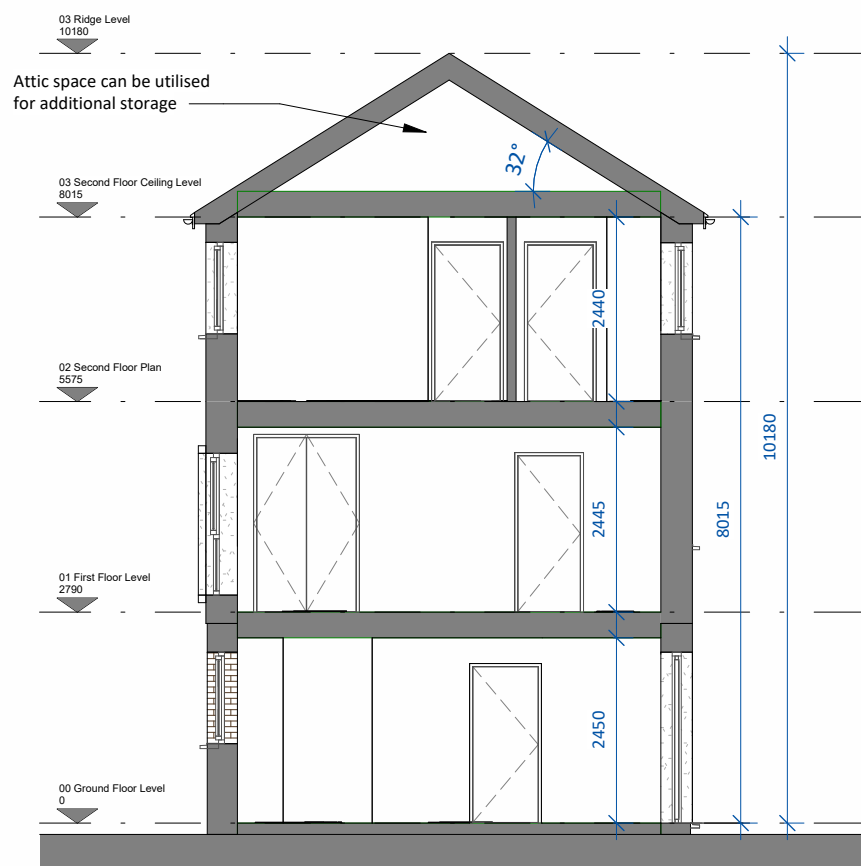 03 Ridge Level
10180
Attic space can be utilised
for additional storage
32°
03 Second Floor Ceiling Level
8015
2440
02 Second Floor Plan
5575
10180
2445
8015
01 First Floor Level
2790
2450
00 Ground Floor Level
0